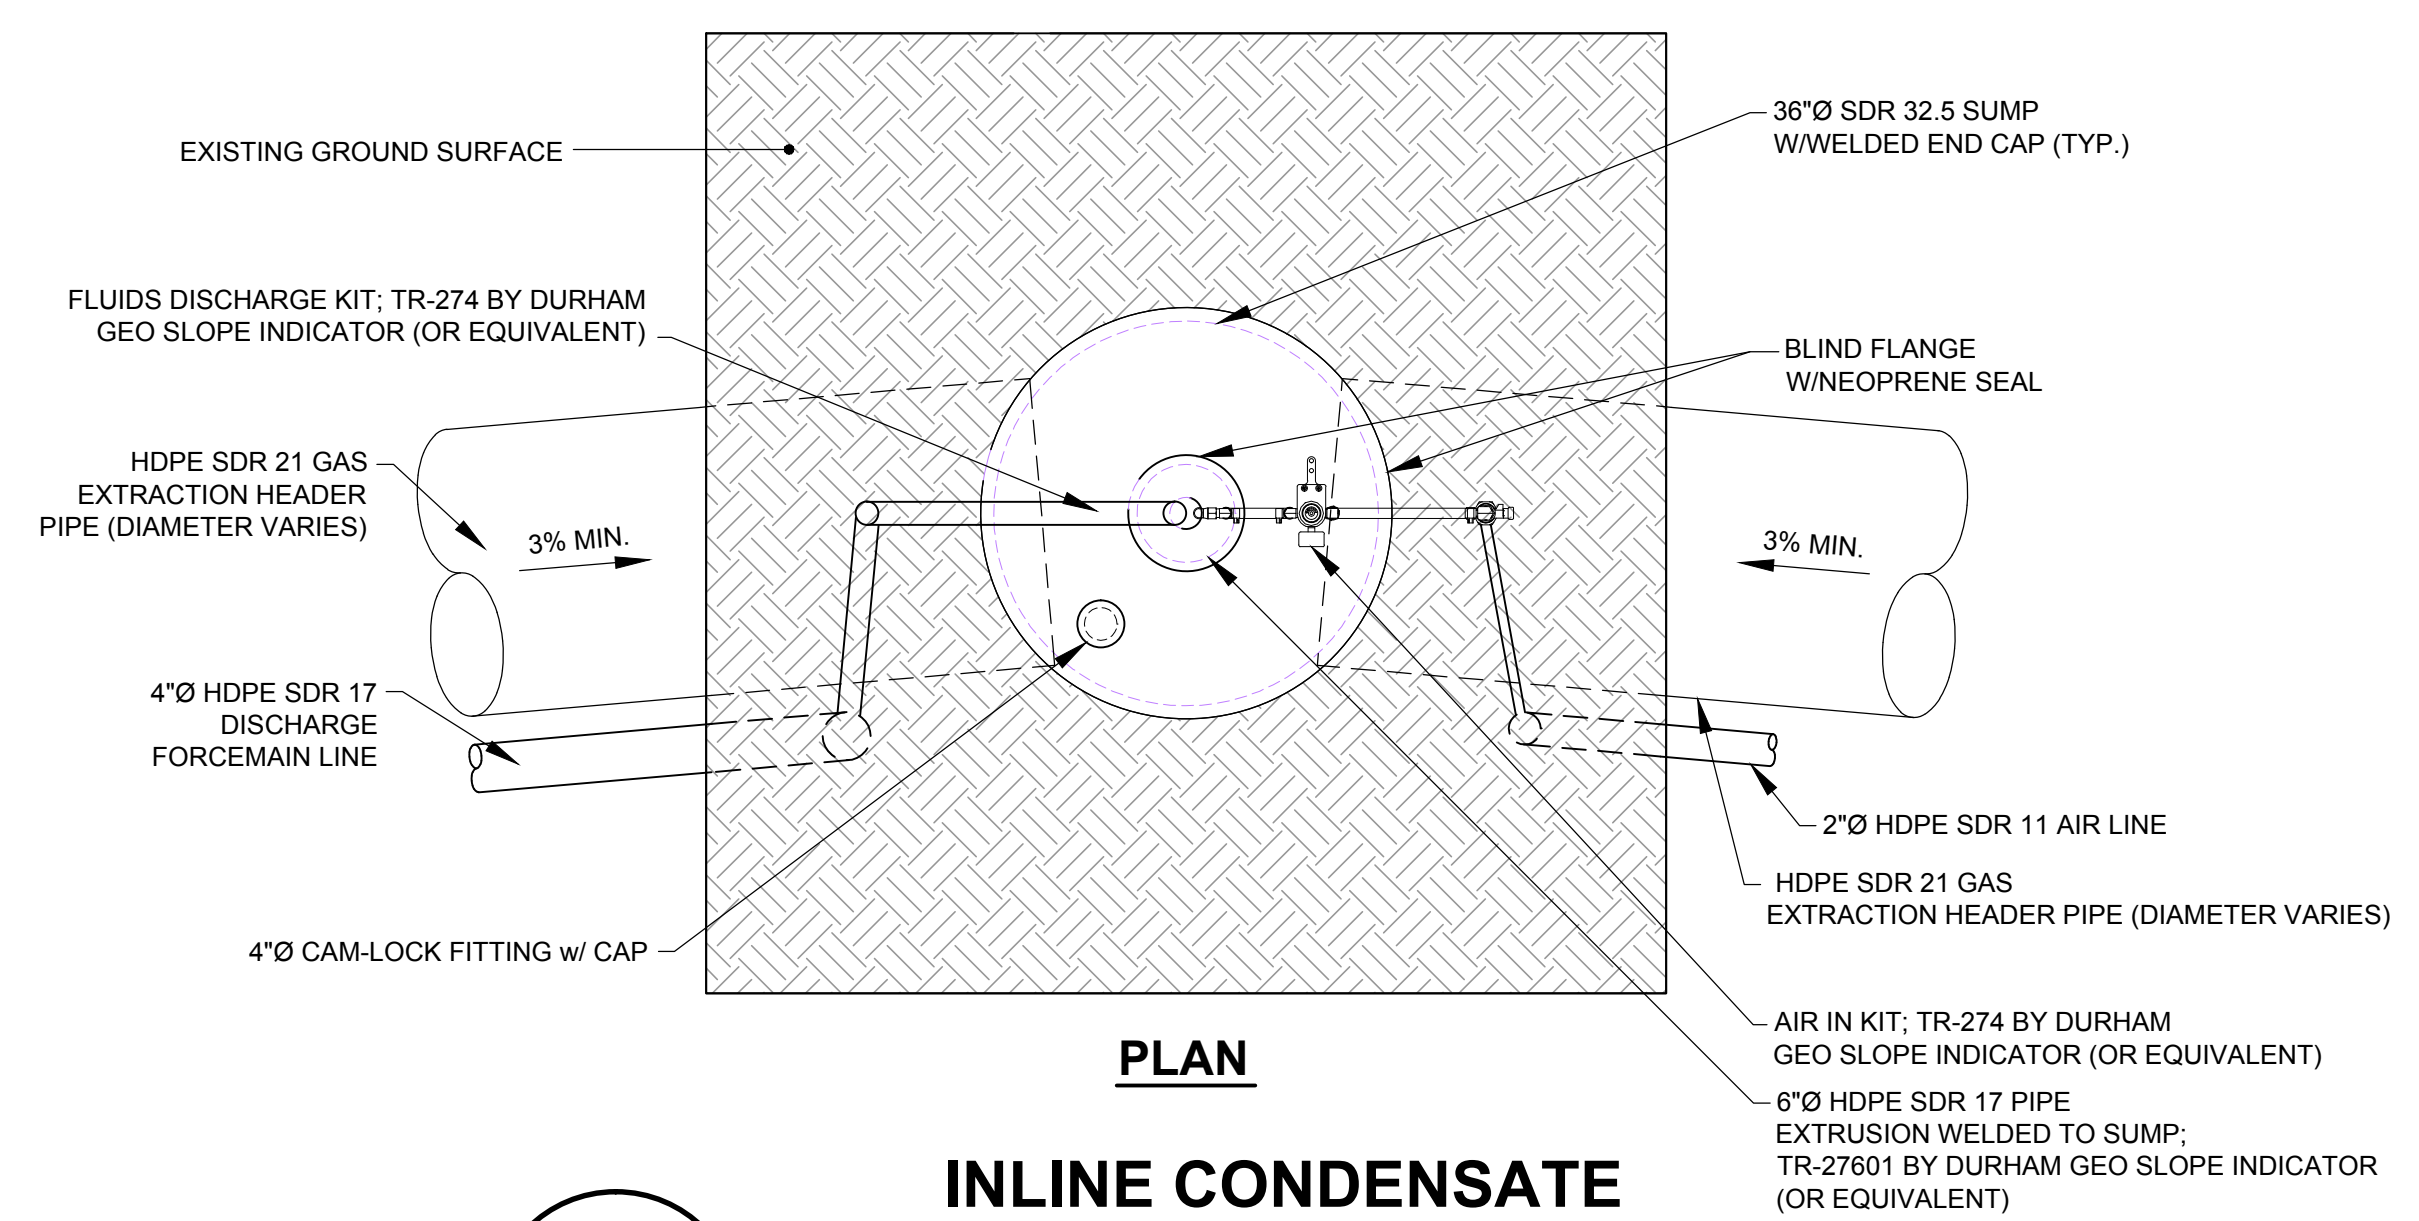 36"Ø SDR 32.5 SUMP
W/WELDED END CAP (TYP.)
EXISTING GROUND SURFACE
FLUIDS DISCHARGE KIT; TR-274 BY DURHAM
GEO SLOPE INDICATOR (OR EQUIVALENT)
BLIND FLANGE
W/NEOPRENE SEAL
HDPE SDR 21 GAS
EXTRACTION HEADER
PIPE (DIAMETER VARIES)
3% MIN.
3% MIN.
4"Ø HDPE SDR 17
DISCHARGE
FORCEMAIN LINE
2"Ø HDPE SDR 11 AIR LINE
HDPE SDR 21 GAS
EXTRACTION HEADER PIPE (DIAMETER VARIES)
4"Ø CAM-LOCK FITTING w/ CAP
AIR IN KIT; TR-274 BY DURHAM
GEO SLOPE INDICATOR (OR EQUIVALENT)
6"Ø HDPE SDR 17 PIPE
EXTRUSION WELDED TO SUMP;
TR-27601 BY DURHAM GEO SLOPE INDICATOR
(OR EQUIVALENT)
PLAN
INLINE CONDENSATE